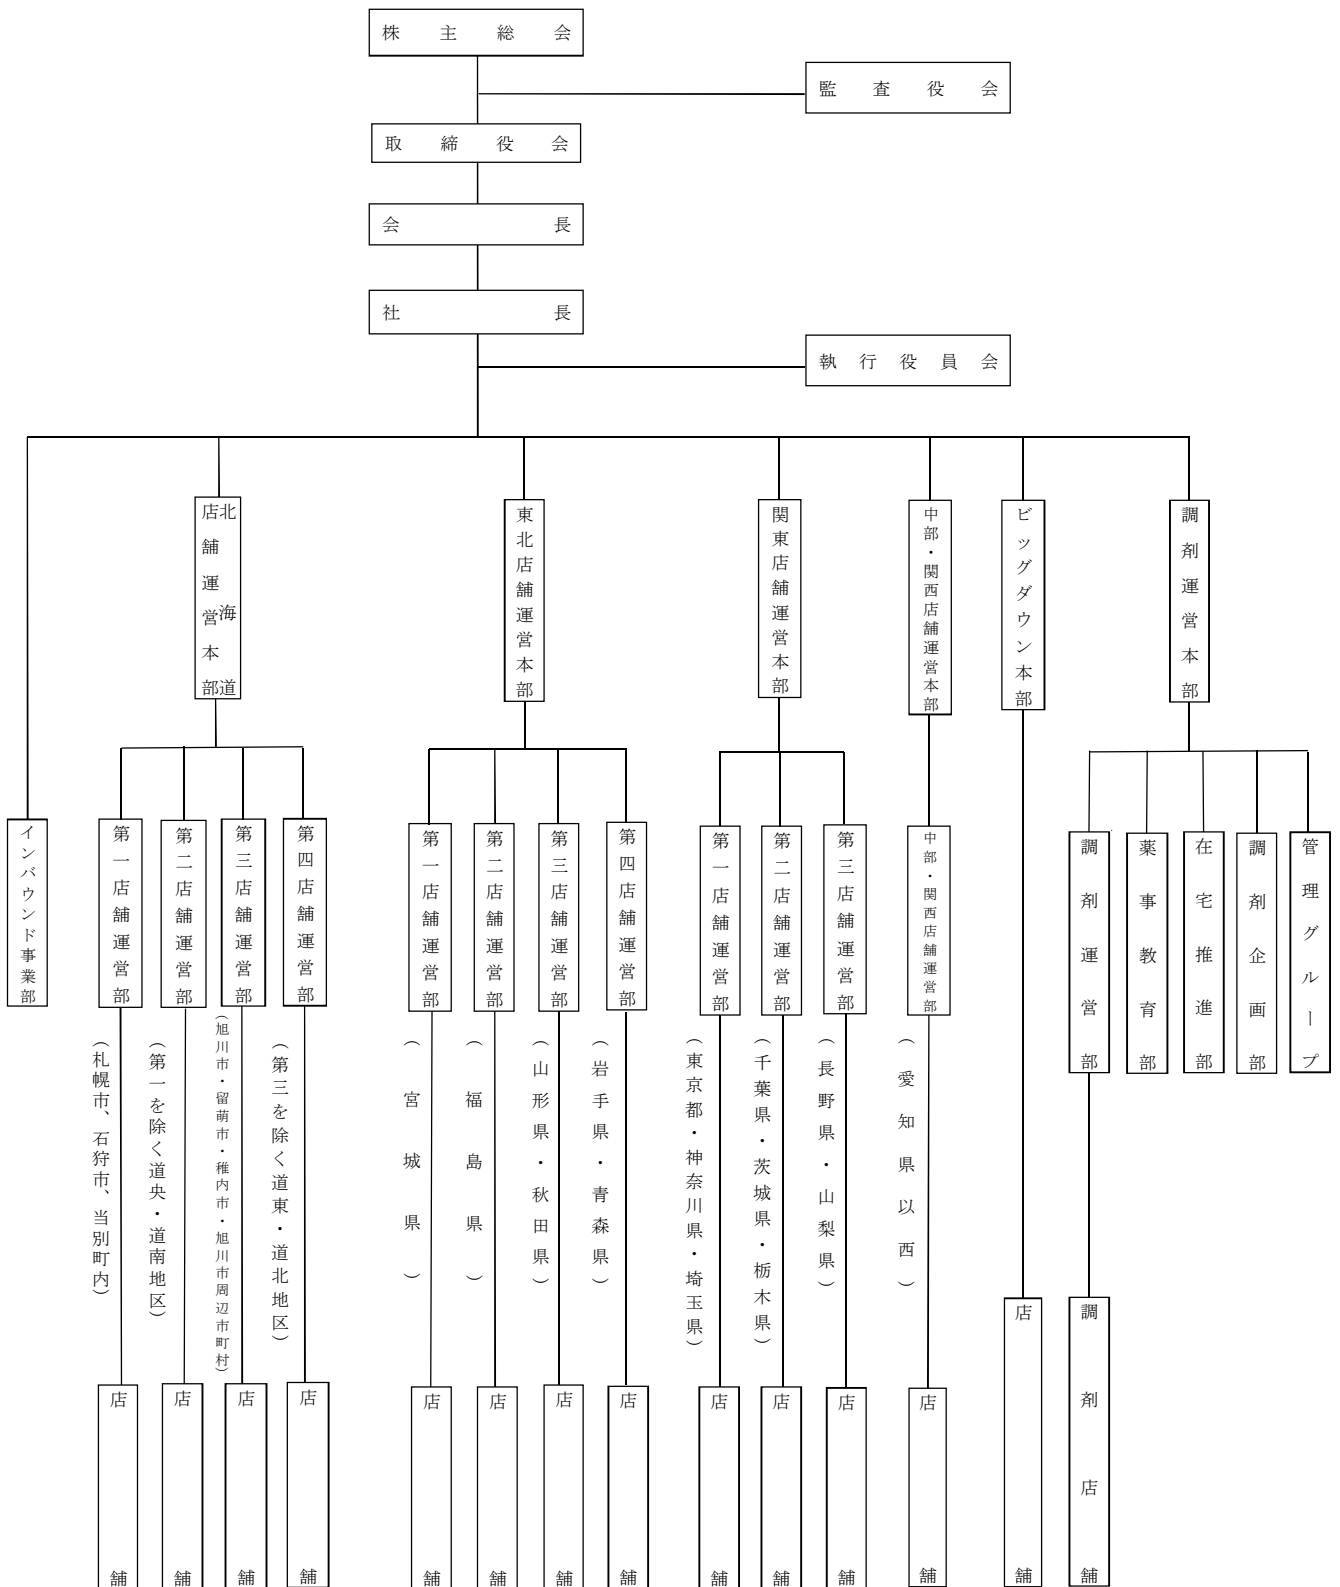 株主総会
監査役会
取締役会
会長
社長
執行役員会
北海道
店舗運営本部
東北店舗運営本部
関東店舗運営本部
中部・関西店舗運営本部
ビッグダウン本部
調剤運営本部
インバウンド事業部
第一店舗運営部
第二店舗運営部
第三店舗運営部
第四店舗運営部
第一店舗運営部
第二店舗運営部
第三店舗運営部
第四店舗運営部
第一店舗運営部
第二店舗運営部
第三店舗運営部
中部・関西店舗運営部
調剤運営部
薬事教育部
在宅推進部
調剤企画部
管理グループ
（札幌市、石狩市、当別町内）
（第一を除く道央・道南地区）
（旭川市・留萌市・稚内市・旭川市周辺市町村）
（第三を除く道東・道北地区）
（宮城県）
（福島県）
（山形県・秋田県）
（岩手県・青森県）
（東京都・神奈川県・埼玉県）
（千葉県・茨城県・栃木県）
（長野県・山梨県）
（愛知県以西）
店舗
店舗
店舗
店舗
店舗
店舗
店舗
店舗
店舗
店舗
店舗
店舗
店舗
調剤店舗